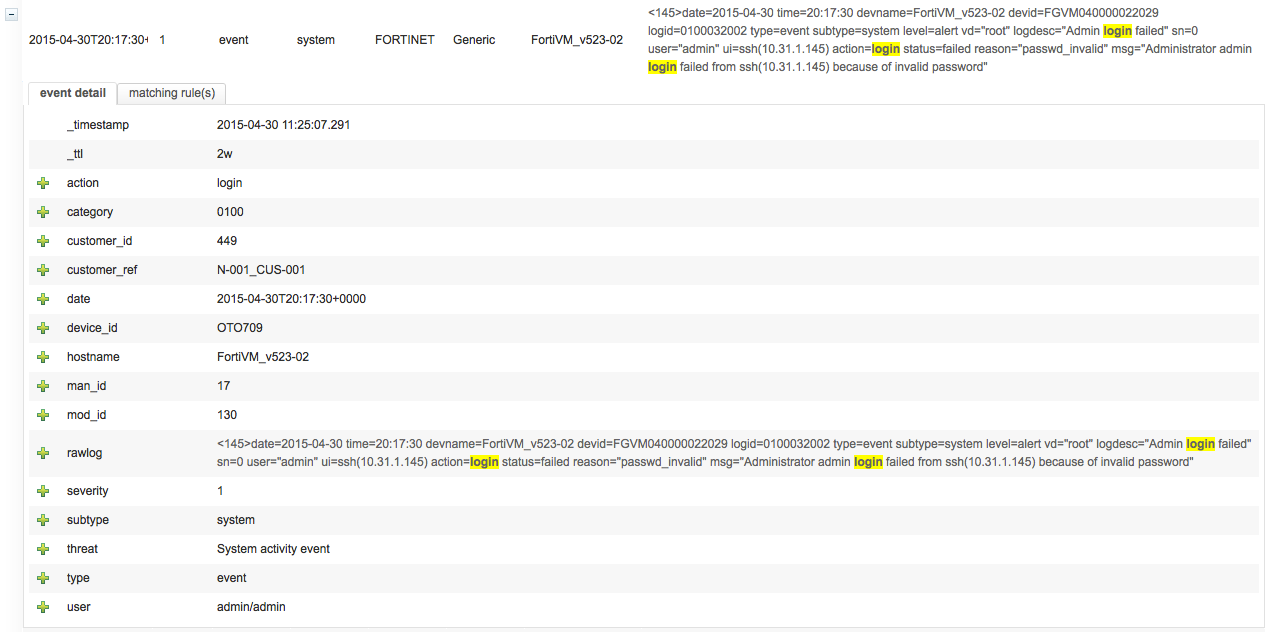 2015-04-30T20:17:30+ 1 event system FORTINET Generic FortiVM_v523-02
<145>date=2015-04-30 time=20:17:30 devname=FortiVM_v523-02 devid=FGVM040000022029
logid=0100032002 type=event subtype=system level=alert vd="root" logdesc="Admin login failed" sn=0
user="admin" ui=ssh(10.31.1.145) action=login status=failed reason="passwd_invalid" msg="Administrator admin
login failed from ssh(10.31.1.145) because of invalid password"
event detail matching rule(s)
_timestamp 2015-04-30 11:25:07.291
_ttl 2w
action login
category 0100
customer_id 449
customer_ref N-001_CUS-001
date 2015-04-30T20:17:30+0000
device_id OTO709
hostname FortiVM_v523-02
man_id 17
mod_id 130
rawlog <145>date=2015-04-30 time=20:17:30 devname=FortiVM_v523-02 devid=FGVM040000022029 logid=0100032002 type=event subtype=system level=alert vd="root" logdesc="Admin login failed"
sn=0 user="admin" ui=ssh(10.31.1.145) action=login status=failed reason="passwd_invalid" msg="Administrator admin login failed from ssh(10.31.1.145) because of invalid password"
severity 1
subtype system
threat System activity event
type event
user admin/admin